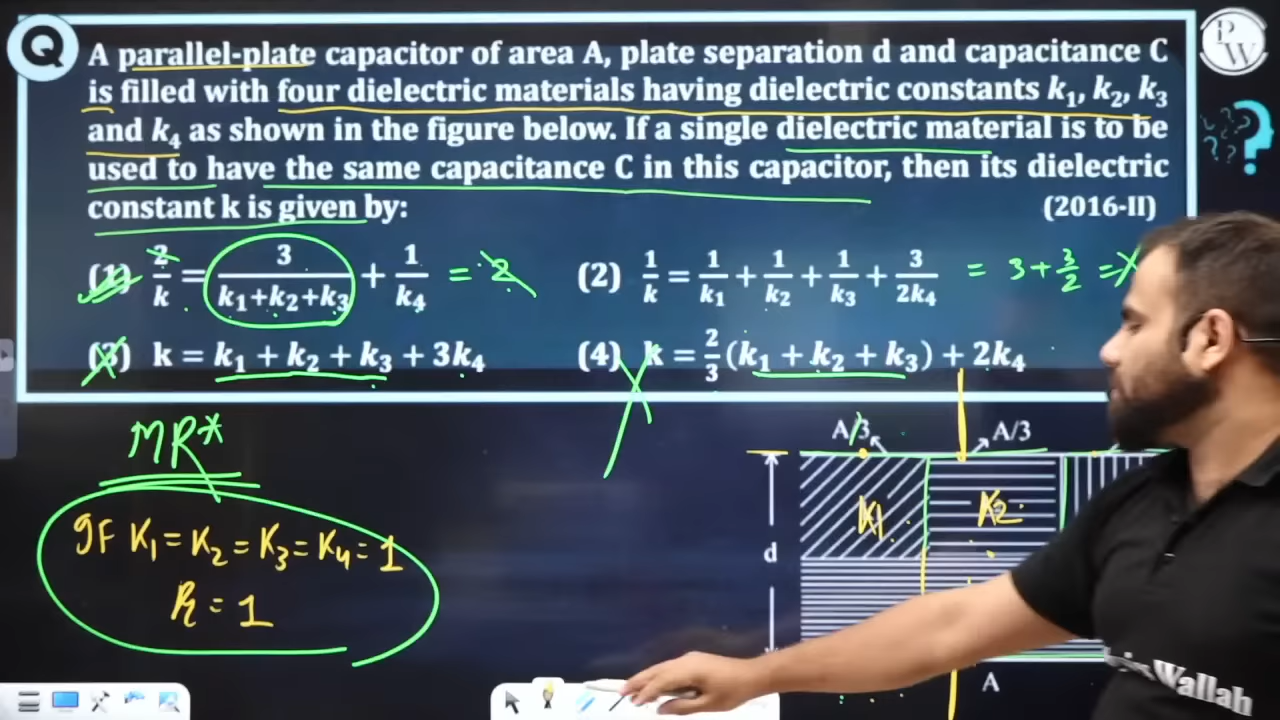 Q
A parallel-plate capacitor of area A, plate separation d and capacitance C
is filled with four dielectric materials having dielectric constants k₁, k₂, k₃
and k₄ as shown in the figure below. If a single dielectric material is to be
used to have the same capacitance C in this capacitor, then its dielectric
constant k is given by: (2016-II)
(1) 2/k = 3/(k₁+k₂+k₃) + 1/k₄ = 2
(2) 1/k = 1/k₁ + 1/k₂ + 1/k₃ + 3/2k₄ = 3 + 3/2 =
(3) k = k₁ + k₂ + k₃ + 3k₄
(4) k = 2/3 (k₁ + k₂ + k₃) + 2k₄
MR*
If K₁ = K₂ = K₃ = K₄ = 1
k = 1
A/3 A/3
K1 K2
d
A
P
W
Wallah